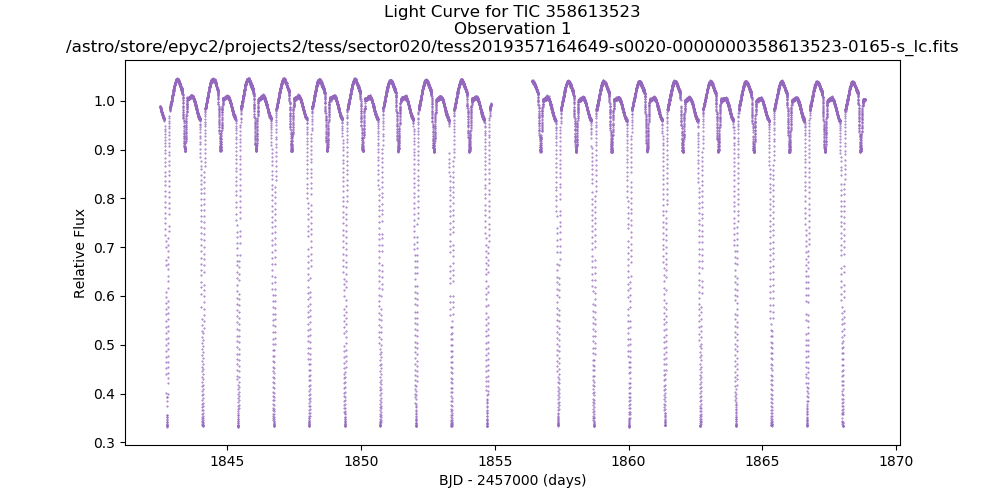 Light Curve for TIC 358613523
Observation 1
/astro/store/epyc2/projects2/tess/sector020/tess2019357164649-s0020-0000000358613523-0165-s_lc.fits
1.0
0.9
0.8
0.7
0.6
0.5
0.4
0.3
Relative Flux
1845 1850 1855 1860 1865 1870
BJD - 2457000 (days)